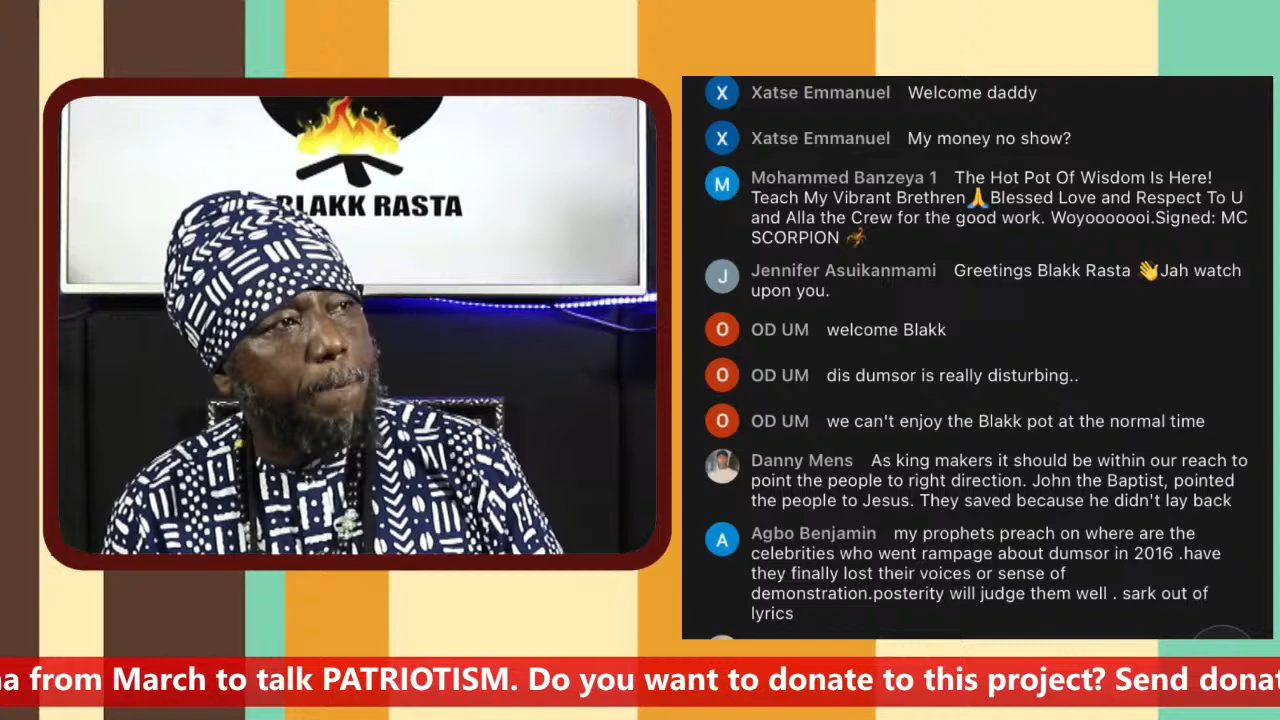 BLAKK RASTA
X Xatse Emmanuel Welcome daddy
X Xatse Emmanuel My money no show?
M Mohammed Banzeya 1 The Hot Pot Of Wisdom Is Here!
Teach My Vibrant Brethren🙏Blessed Love and Respect To U
and Alla the Crew for the good work. Woyooooooi.Signed: MC
SCORPION 🦂
J Jennifer Asuikanmami Greetings Blakk Rasta 👋Jah watch
upon you.
O OD UM welcome Blakk
O OD UM dis dumsor is really disturbing..
O OD UM we can't enjoy the Blakk pot at the normal time
Danny Mens As king makers it should be within our reach to
point the people to right direction. John the Baptist, pointed
the people to Jesus. They saved because he didn't lay back
A Agbo Benjamin my prophets preach on where are the
celebrities who went rampage about dumsor in 2016 .have
they finally lost their voices or sense of
demonstration.posterity will judge them well . sark out of
lyrics
from March to talk PATRIOTISM. Do you want to donate to this project? Send